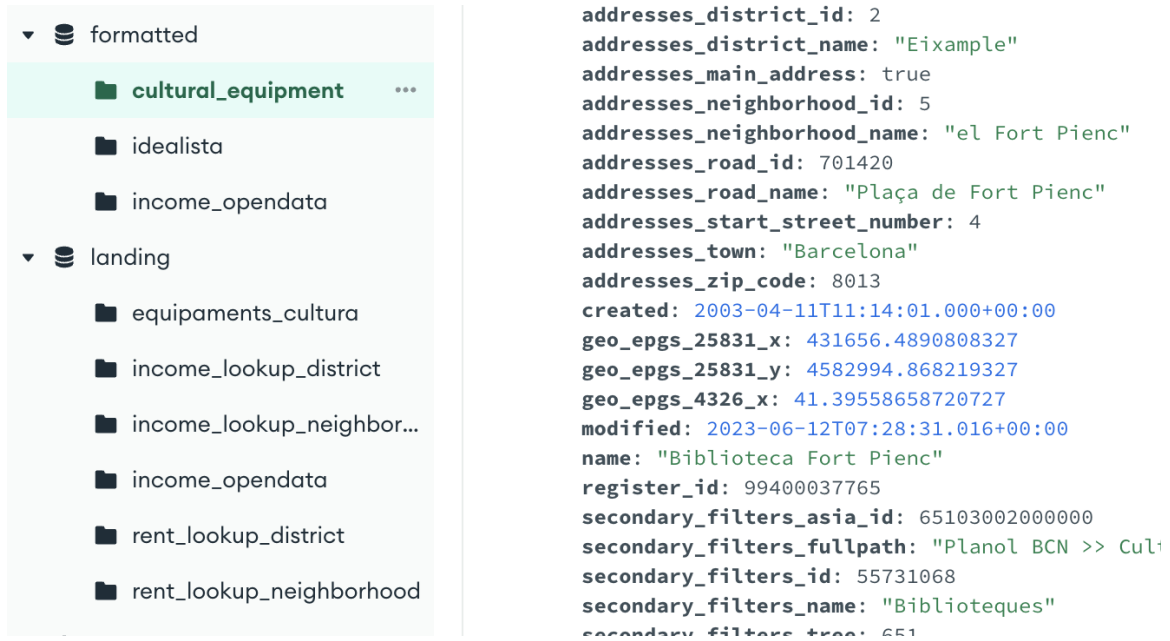 formatted
cultural_equipment
idealista
income_opendata
landing
equipaments_cultura
income_lookup_district
income_lookup_neighbor...
income_opendata
rent_lookup_district
rent_lookup_neighborhood
addresses_district_id: 2
addresses_district_name: "Eixample"
addresses_main_address: true
addresses_neighborhood_id: 5
addresses_neighborhood_name: "el Fort Pienc"
addresses_road_id: 701420
addresses_road_name: "Plaça de Fort Pienc"
addresses_start_street_number: 4
addresses_town: "Barcelona"
addresses_zip_code: 8013
created: 2003-04-11T11:14:01.000+00:00
geo_epgs_25831_x: 431656.4890808327
geo_epgs_25831_y: 4582994.868219327
geo_epgs_4326_x: 41.39558658720727
modified: 2023-06-12T07:28:31.016+00:00
name: "Biblioteca Fort Pienc"
register_id: 99400037765
secondary_filters_asia_id: 65103002000000
secondary_filters_fullpath: "Planol BCN >> Cult
secondary_filters_id: 55731068
secondary_filters_name: "Biblioteques"
secondary_filters_tree: 651